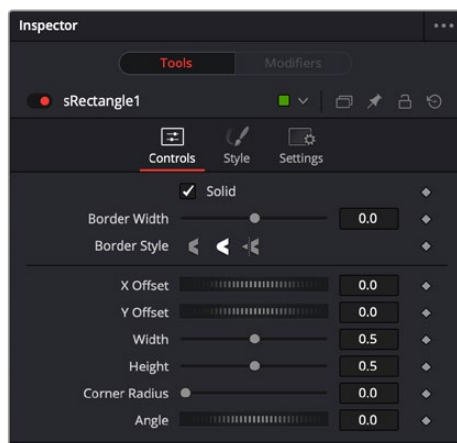 Inspector
Tools Modifiers
sRectangle1
Controls Style Settings
Solid
Border Width 0.0
Border Style
X Offset 0.0
Y Offset 0.0
Width 0.5
Height 0.5
Corner Radius 0.0
Angle 0.0